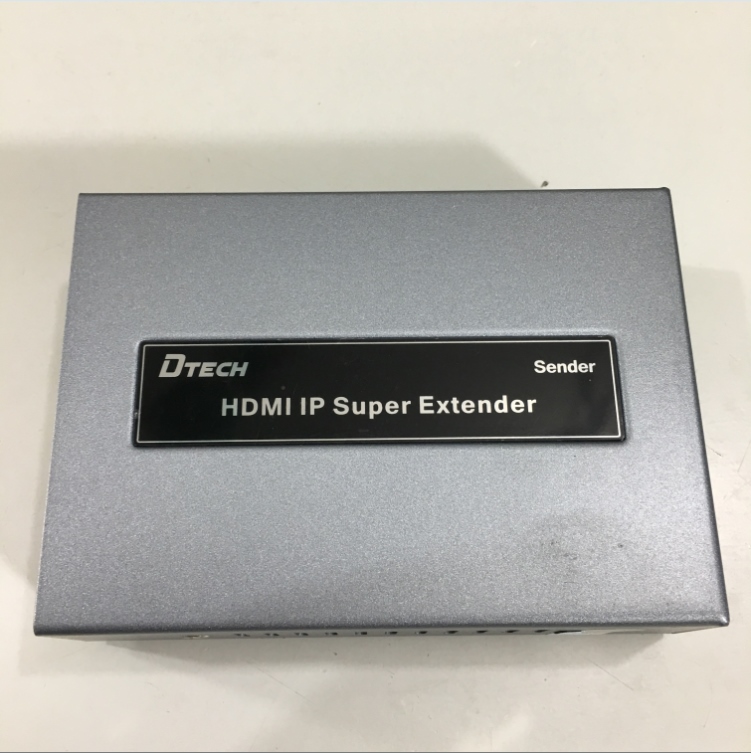 DTECH
Sender
HDMI IP Super Extender